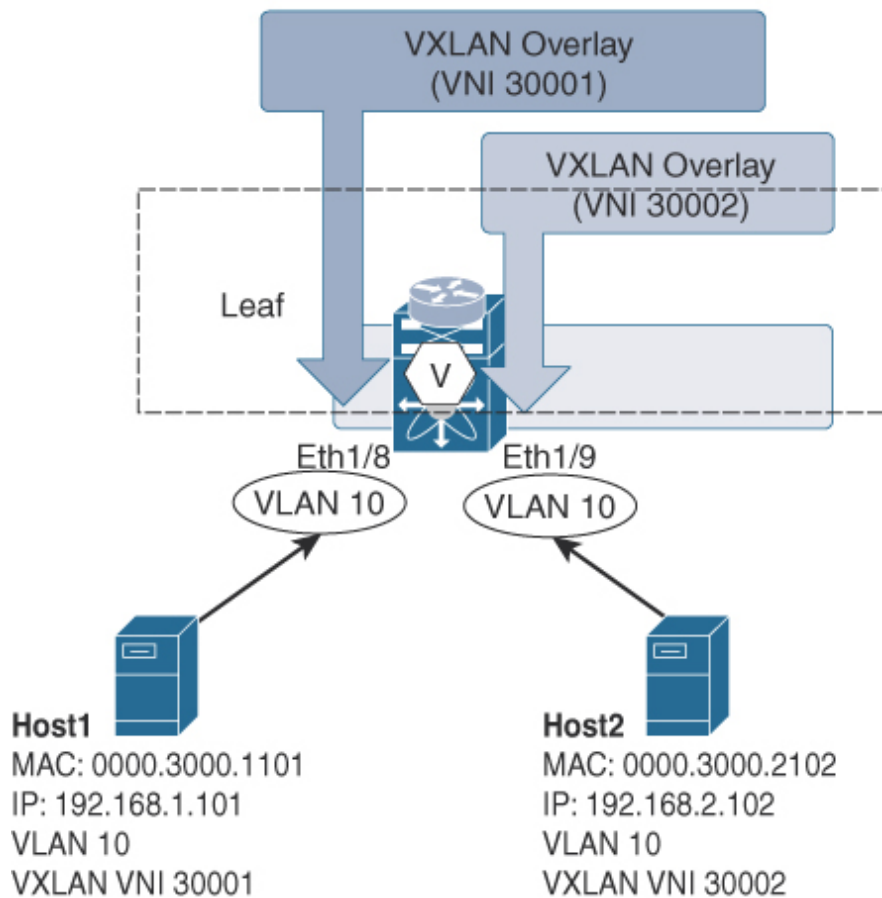 VXLAN Overlay
(VNI 30001)
VXLAN Overlay
(VNI 30002)
Leaf
V
Eth1/8
Eth1/9
VLAN 10
VLAN 10
Host1
MAC: 0000.3000.1101
IP: 192.168.1.101
VLAN 10
VXLAN VNI 30001
Host2
MAC: 0000.3000.2102
IP: 192.168.2.102
VLAN 10
VXLAN VNI 30002